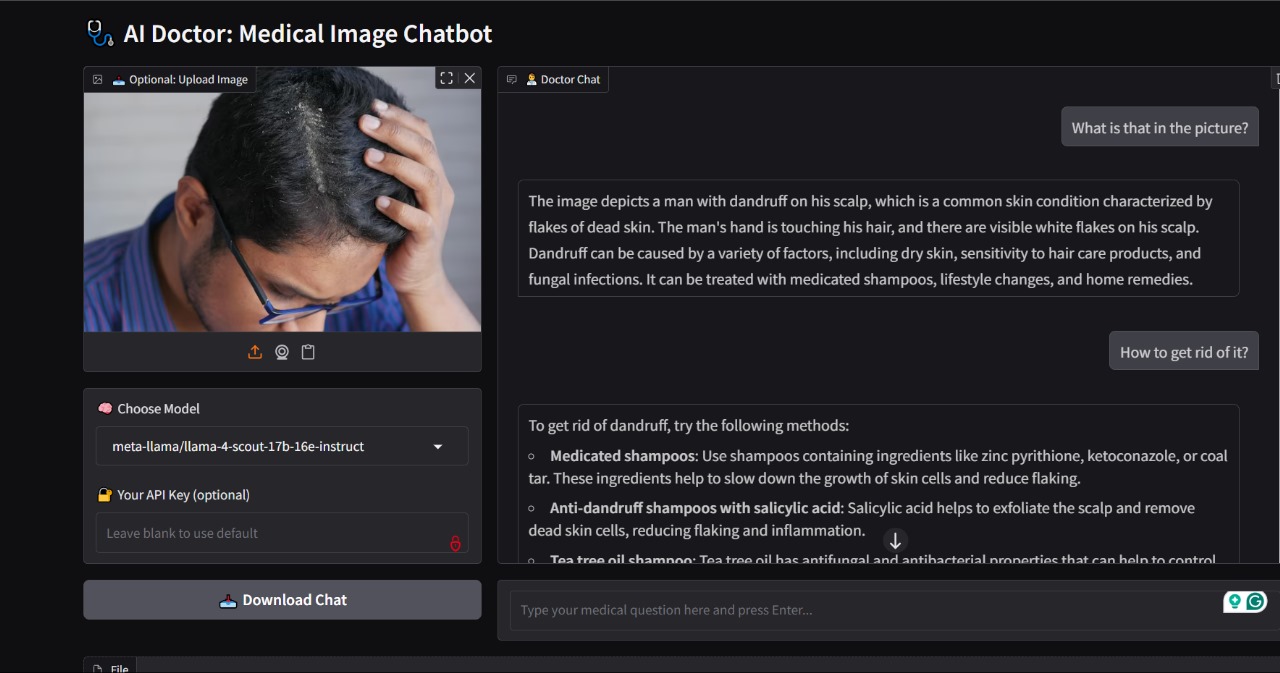 AI Doctor: Medical Image Chatbot
Optional: Upload Image
Doctor Chat
What is that in the picture?
The image depicts a man with dandruff on his scalp, which is a common skin condition characterized by
flakes of dead skin. The man's hand is touching his hair, and there are visible white flakes on his scalp.
Dandruff can be caused by a variety of factors, including dry skin, sensitivity to hair care products, and
fungal infections. It can be treated with medicated shampoos, lifestyle changes, and home remedies.
How to get rid of it?
To get rid of dandruff, try the following methods:
Medicated shampoos: Use shampoos containing ingredients like zinc pyrithione, ketoconazole, or coal
tar. These ingredients help to slow down the growth of skin cells and reduce flaking.
Anti-dandruff shampoos with salicylic acid: Salicylic acid helps to exfoliate the scalp and remove
dead skin cells, reducing flaking and inflammation.
Tea tree oil shampoo: Tea tree oil has antifungal and antibacterial properties that can help to control
Choose Model
meta-llama/llama-4-scout-17b-16e-instruct
Your API Key (optional)
Leave blank to use default
Download Chat
Type your medical question here and press Enter...
File